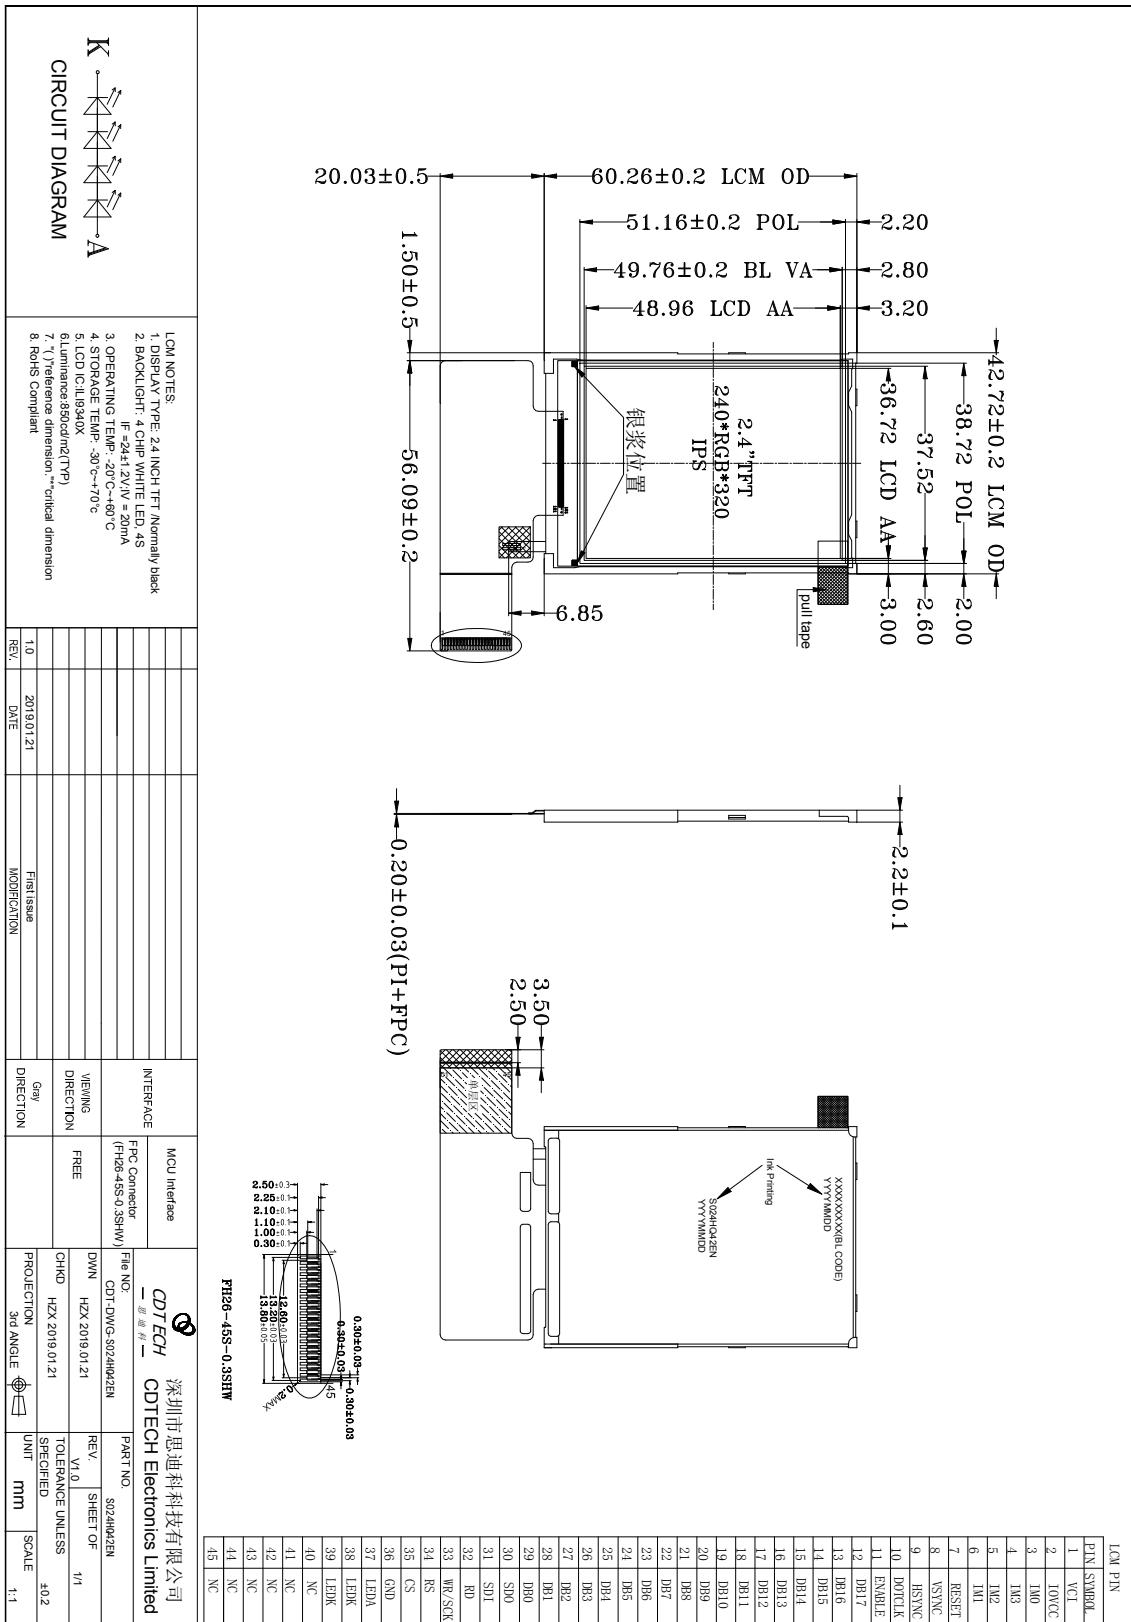 K
A
CIRCUIT DIAGRAM
LCM NOTES:
1. DISPLAY TYPE: 2.4 INCH TFT /Normally black
2. BACKLIGHT: 4 CHIP WHITE LED, 4S
IF =24±1.2V;IV = 20mA
3. OPERATING TEMP: -20°C~+60°C
4. STORAGE TEMP: -30°c~+70°c
5. LCD IC:ILI9340X
6.Luminance:850cd/m2(TYP)
7. "( )"reference dimension,"*"critical dimension
8. RoHS Compliant
20.03±0.5
60.26±0.2 LCM OD
51.16±0.2 POL
2.20
49.76±0.2 BL VA
2.80
48.96 LCD AA
3.20
1.50±0.5
56.09±0.2
42.72±0.2 LCM OD
38.72 POL
2.00
37.52
2.60
36.72 LCD AA
3.00
2.4"TFT
240*RGB*320
IPS
银浆位置
pull tape
6.85
2.2±0.1
0.20±0.03(PI+FPC)
3.50
2.50
单层区
XXXXXXXXX(BL CODE)
YYYYMMDD
Ink Printing
S024HQ42EN
YYYYMMDD
2.50±0.3
2.25±0.1
2.10±0.1
1.10±0.1
1.00±0.1
0.30±0.1
1
45
12.60±0.03
13.20±0.03
13.80±0.05
0.30±0.03
0.30±0.03
0.30±0.03
0.2MAX
FH26-45S-0.3SHW
LCM PIN
PIN SYMBOL
1 VCI
2 IOVCC
3 IM0
4 IM3
5 IM2
6 IM1
7 RESET
8 VSYNC
9 HSYNC
10 DOTCLK
11 ENABLE
12 DB17
13 DB16
14 DB15
15 DB14
16 DB13
17 DB12
18 DB11
19 DB10
20 DB9
21 DB8
22 DB7
23 DB6
24 DB5
25 DB4
26 DB3
27 DB2
28 DB1
29 DB0
30 SDO
31 SDI
32 RD
33 WR/SCK
34 RS
35 CS
36 GND
37 LEDA
38 LEDK
39 LEDK
40 NC
41 NC
42 NC
43 NC
44 NC
45 NC
1.0 2019.01.21 First issue
REV. DATE MODIFICATION
INTERFACE
MCU Interface
FPC Connector
(FH26-45S-0.3SHW)
VIEWING
DIRECTION
FREE
Gray
DIRECTION
CDTECH
— 思迪科 —
深圳市思迪科科技有限公司
CDTECH Electronics Limited
File NO:
CDT-DWG-S024HQ42EN
PART NO.
S024HQ42EN
DWN HZX 2019.01.21
REV. V1.0
SHEET OF 1/1
CHKD HZX 2019.01.21
TOLERANCE UNLESS
SPECIFIED ±0.2
PROJECTION
3rd ANGLE
UNIT mm
SCALE 1:1